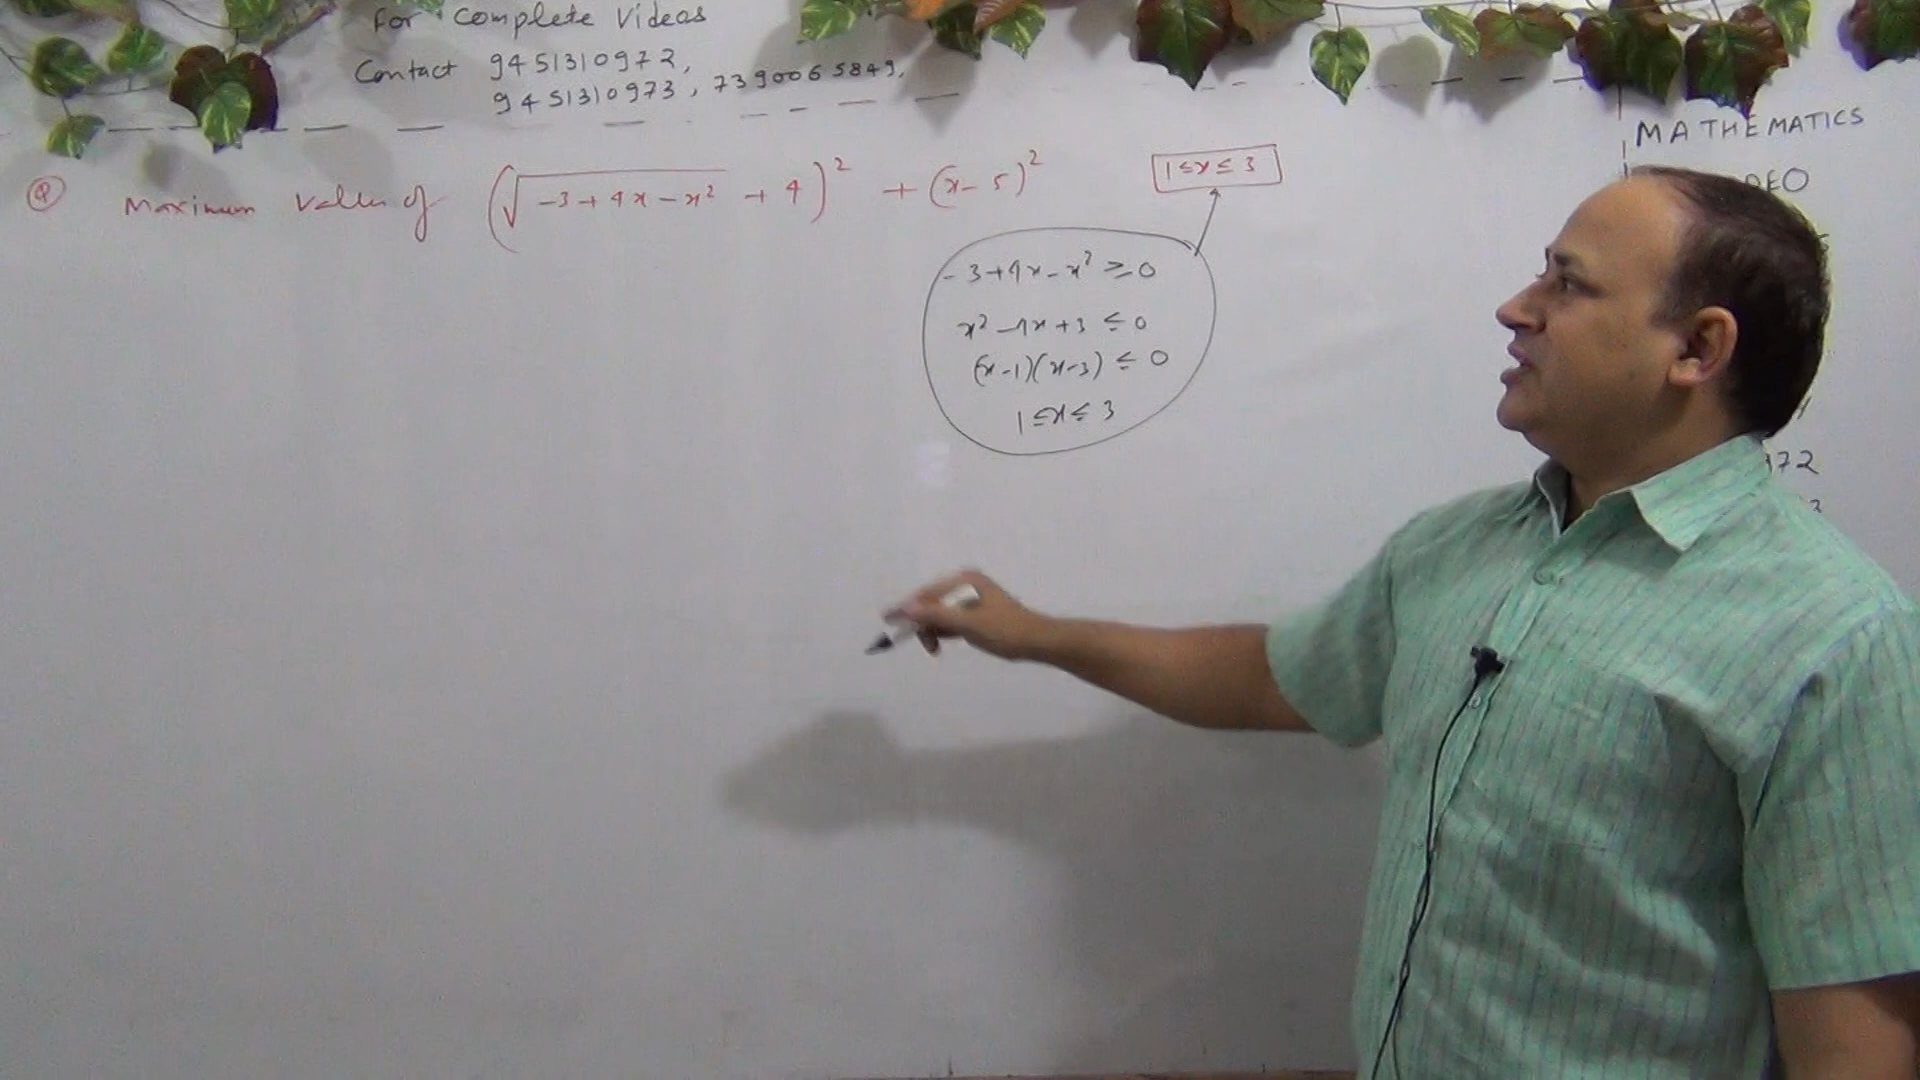 For Complete Videos
Contact 9451310972,
9451310973, 7390065849,
MATHEMATICS
Q Maximum Value of (√-3+4x-x² + 4)² + (x-5)²
1≤x≤3
-3+4x-x² ≥0
x²-4x+3 ≤0
(x-1)(x-3) ≤ 0
1≤x≤3